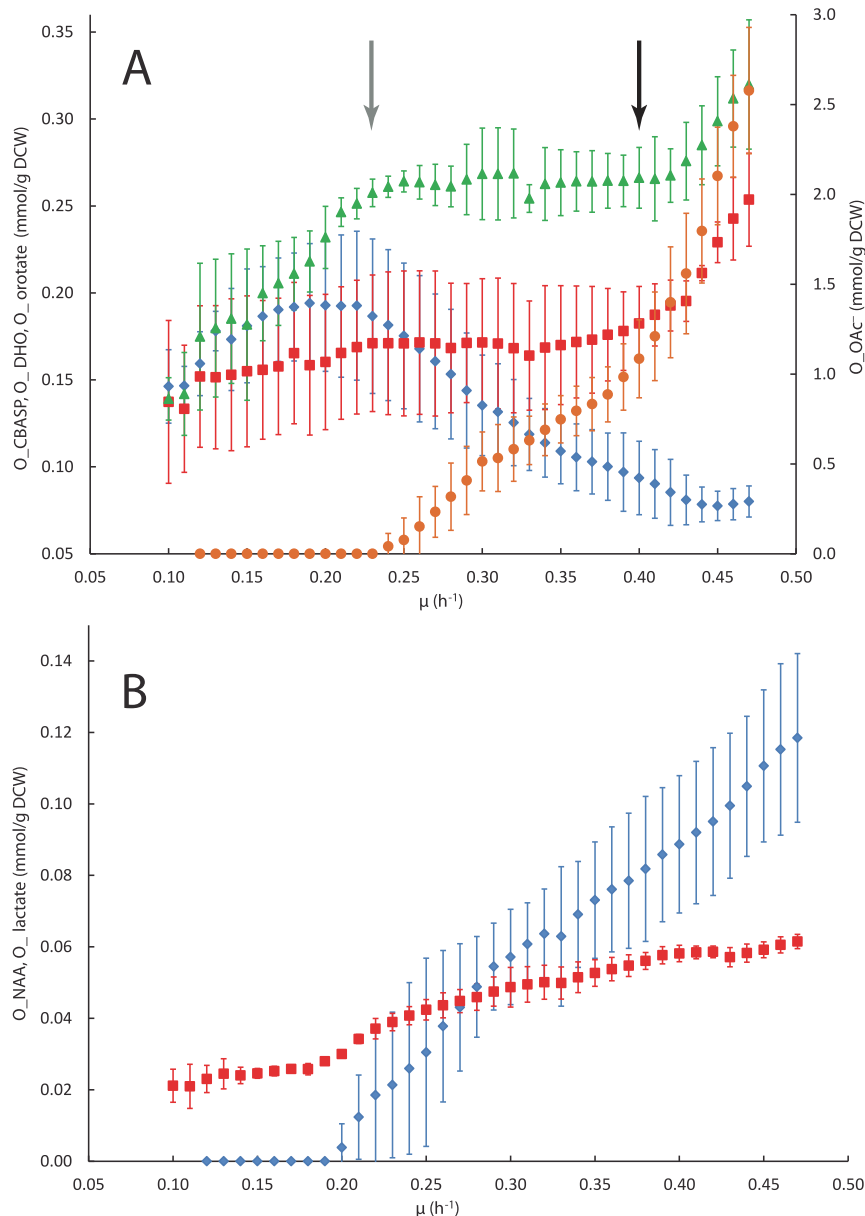 A
O_CBASP, O_ DHO, O_ orotate (mmol/g DCW)
0.35
0.30
0.25
0.20
0.15
0.10
0.05
3.0
2.5
2.0
1.5
1.0
0.5
0.0
O_OAc⁻ (mmol/g DCW)
0.05 0.10 0.15 0.20 0.25 0.30 0.35 0.40 0.45 0.50
μ (h⁻¹)
B
O_NAA, O_ lactate (mmol/g DCW)
0.14
0.12
0.10
0.08
0.06
0.04
0.02
0.00
0.05 0.10 0.15 0.20 0.25 0.30 0.35 0.40 0.45 0.50
μ (h⁻¹)